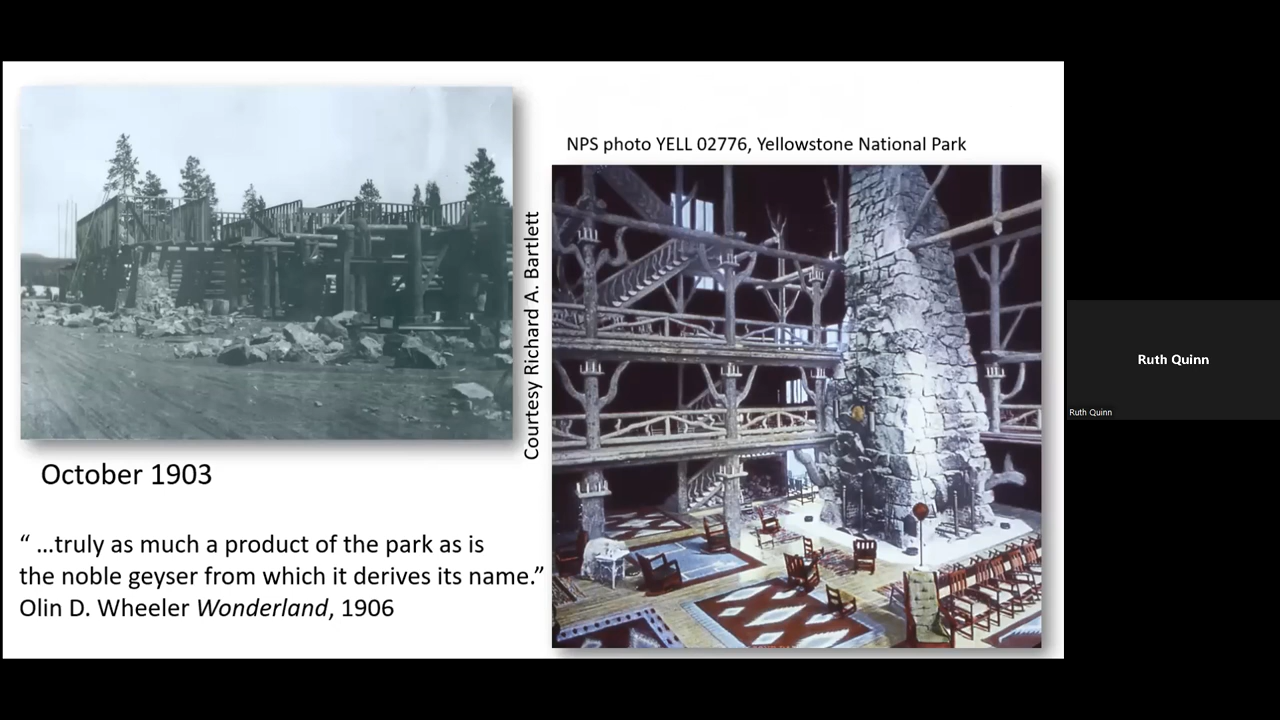 NPS photo YELL 02776, Yellowstone National Park
Courtesy Richard A. Bartlett
October 1903
“ …truly as much a product of the park as is
the noble geyser from which it derives its name.”
Olin D. Wheeler Wonderland, 1906
Ruth Quinn
Ruth Quinn